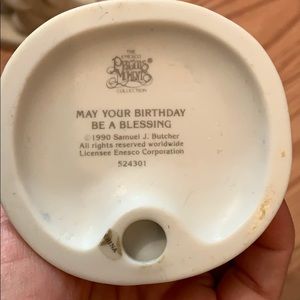 THE
ENESCO
Precious
Moments
COLLECTION
MAY YOUR BIRTHDAY
BE A BLESSING
©1990 Samuel J. Butcher
All rights reserved worldwide
Licensee Enesco Corporation
524301